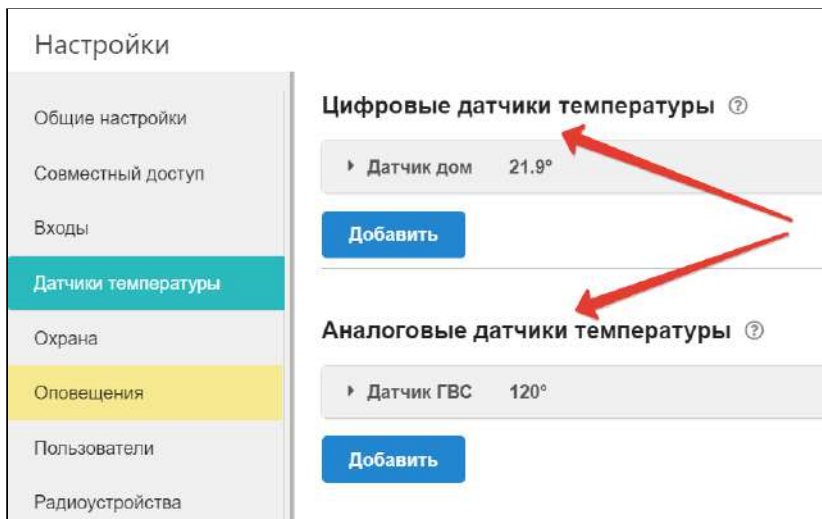 Настройки
Общие настройки
Совместный доступ
Входы
Датчики температуры
Охрана
Оповещения
Пользователи
Радиоустройства
Цифровые датчики температуры ?
Датчик дом 21.9°
Добавить
Аналоговые датчики температуры ?
Датчик ГВС 120°
Добавить